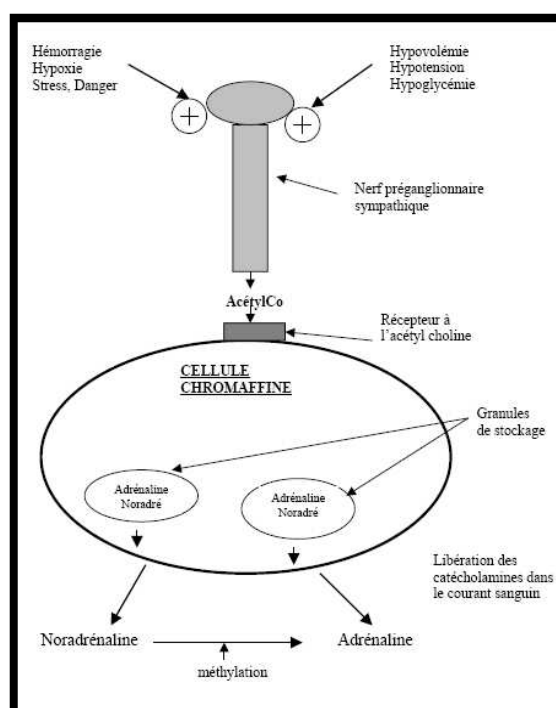 Hémorragie
Hypoxie
Stress, Danger
Hypovolémie
Hypotension
Hypoglycémie
+
+
Nerf préganglionnaire
sympathique
AcétylCo
Récepteur à
l'acétyl choline
CELLULE
CHROMAFFINE
Granules
de stockage
Adrénaline
Noradré
Adrénaline
Noradré
Libération des
catécholamines dans
le courant sanguin
Noradrénaline
Adrénaline
méthylation